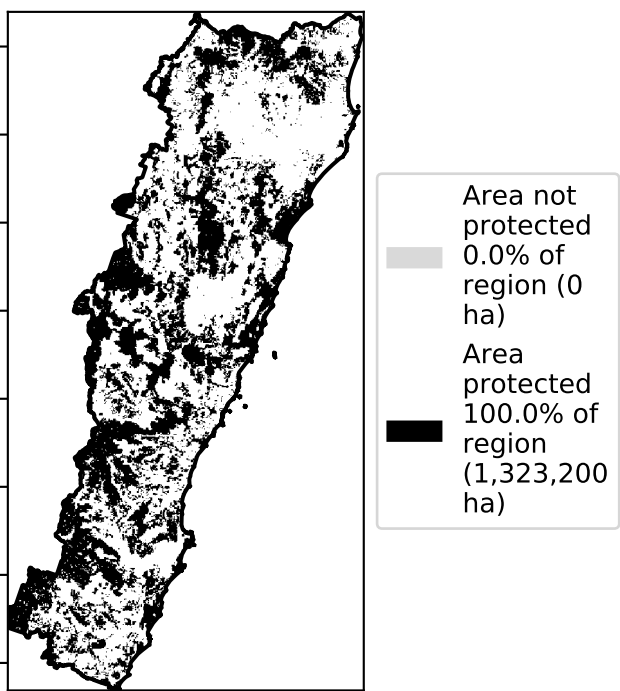 Area not
protected
0.0% of
region (0
ha)
Area
protected
100.0% of
region
(1,323,200
ha)